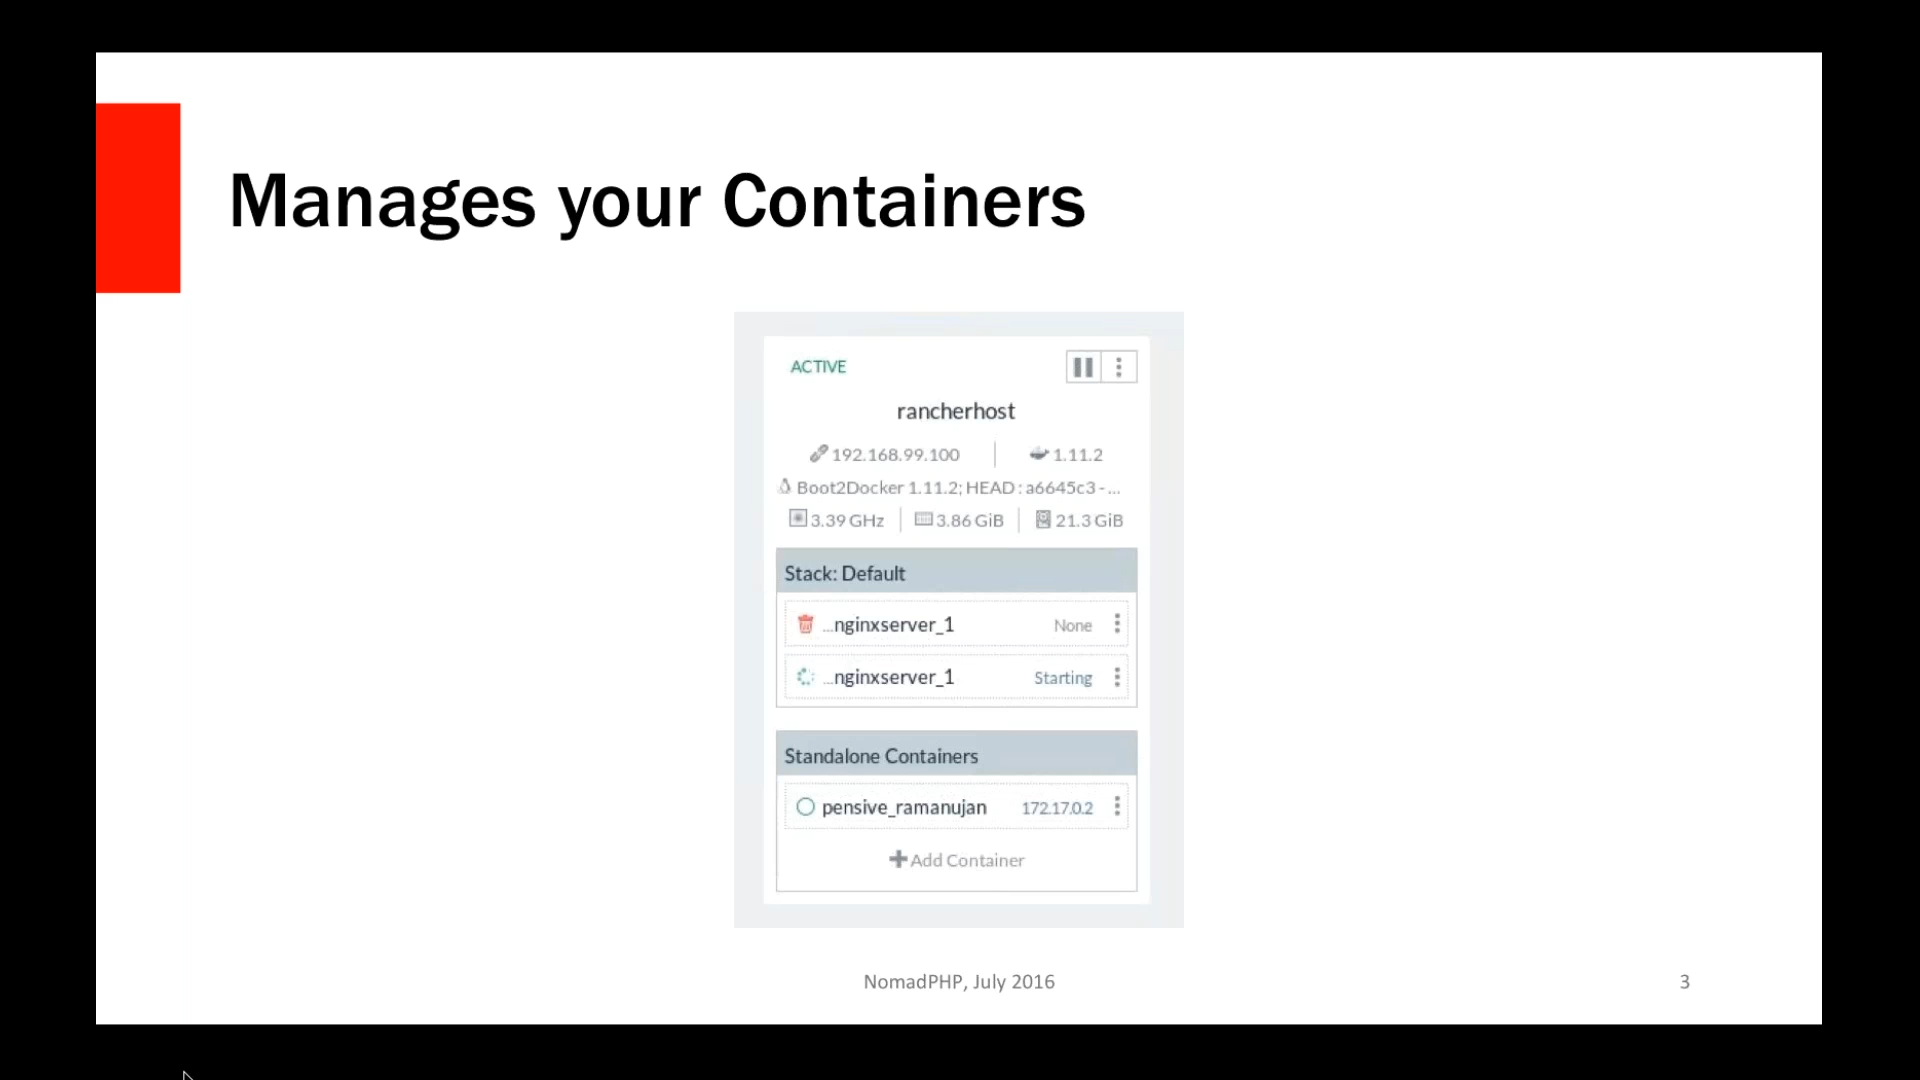 Manages your Containers
ACTIVE
rancherhost
192.168.99.100 1.11.2
Boot2Docker 1.11.2; HEAD : a6645c3 - ...
3.39 GHz 3.86 GiB 21.3 GiB
Stack: Default
...nginxserver_1 None
...nginxserver_1 Starting
Standalone Containers
pensive_ramanujan 172.17.0.2
Add Container
NomadPHP, July 2016 3